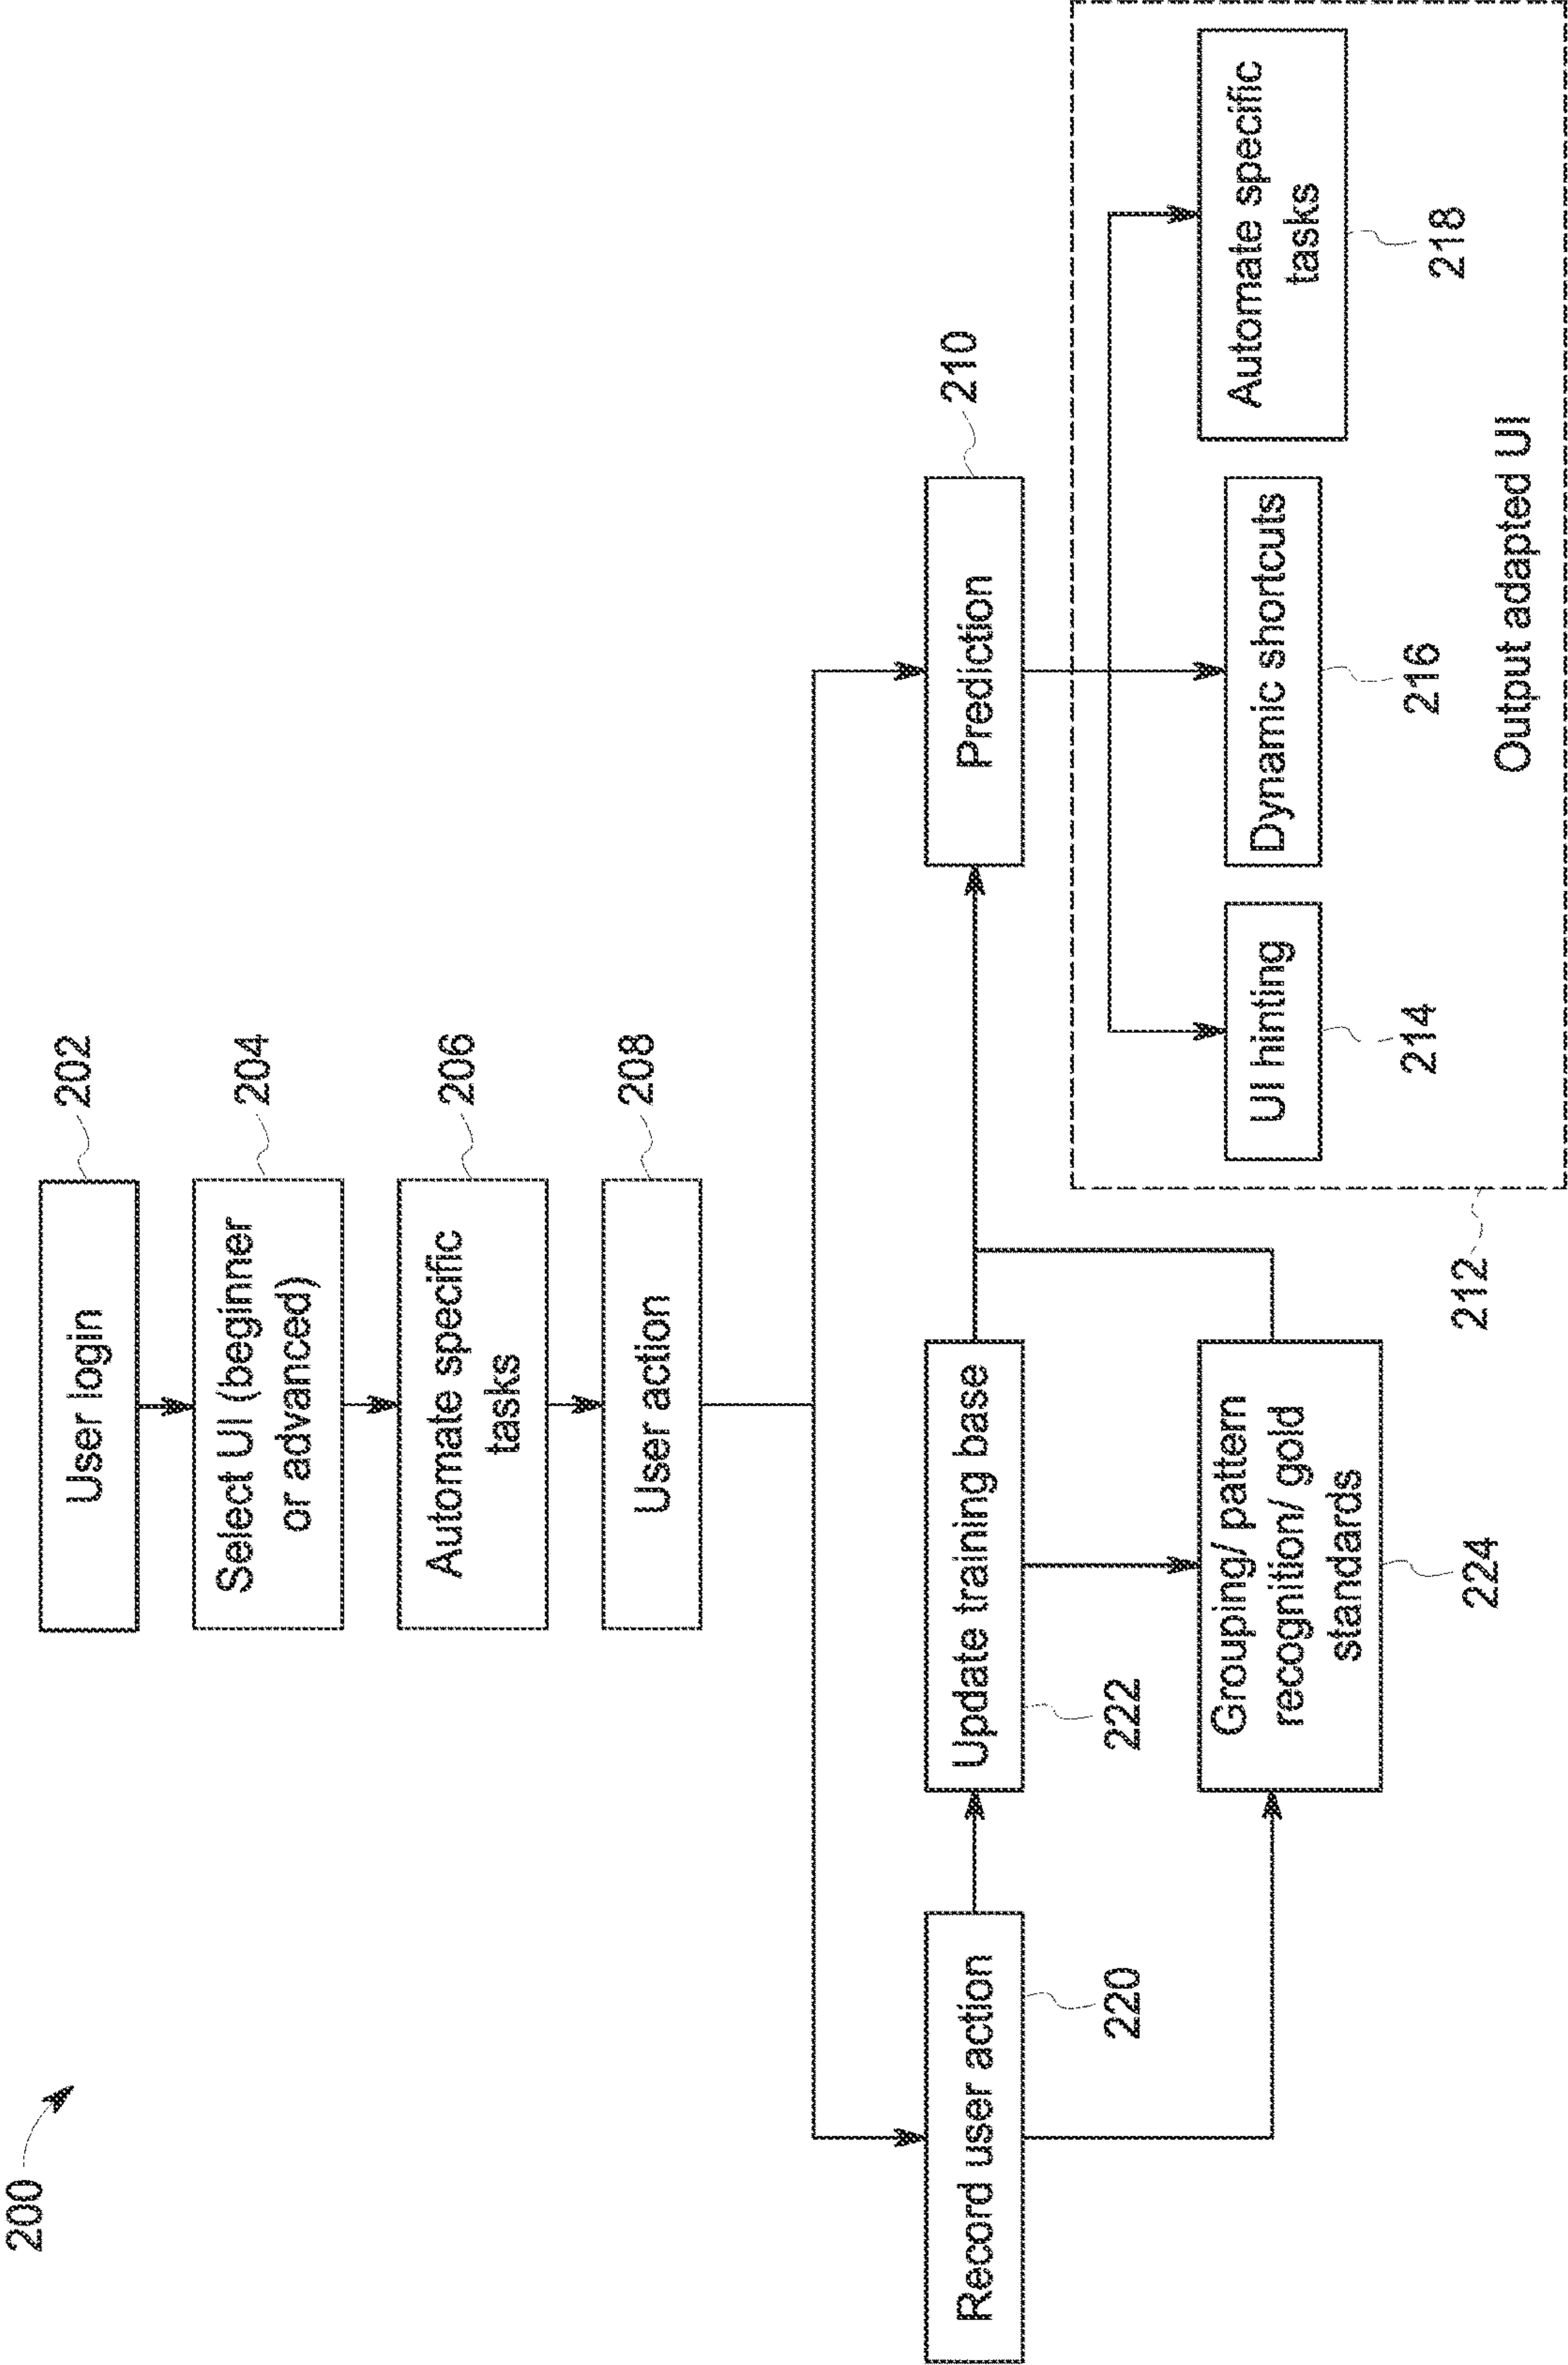 200
User login
202
Select UI (beginner
or advanced)
204
Automate specific
tasks
206
User action
208
Record user action
220
Update training base
222
Grouping/ pattern
recognition/ gold
standards
224
Prediction
210
UI hinting
214
Dynamic shortcuts
216
Automate specific
tasks
218
Output adapted UI
212